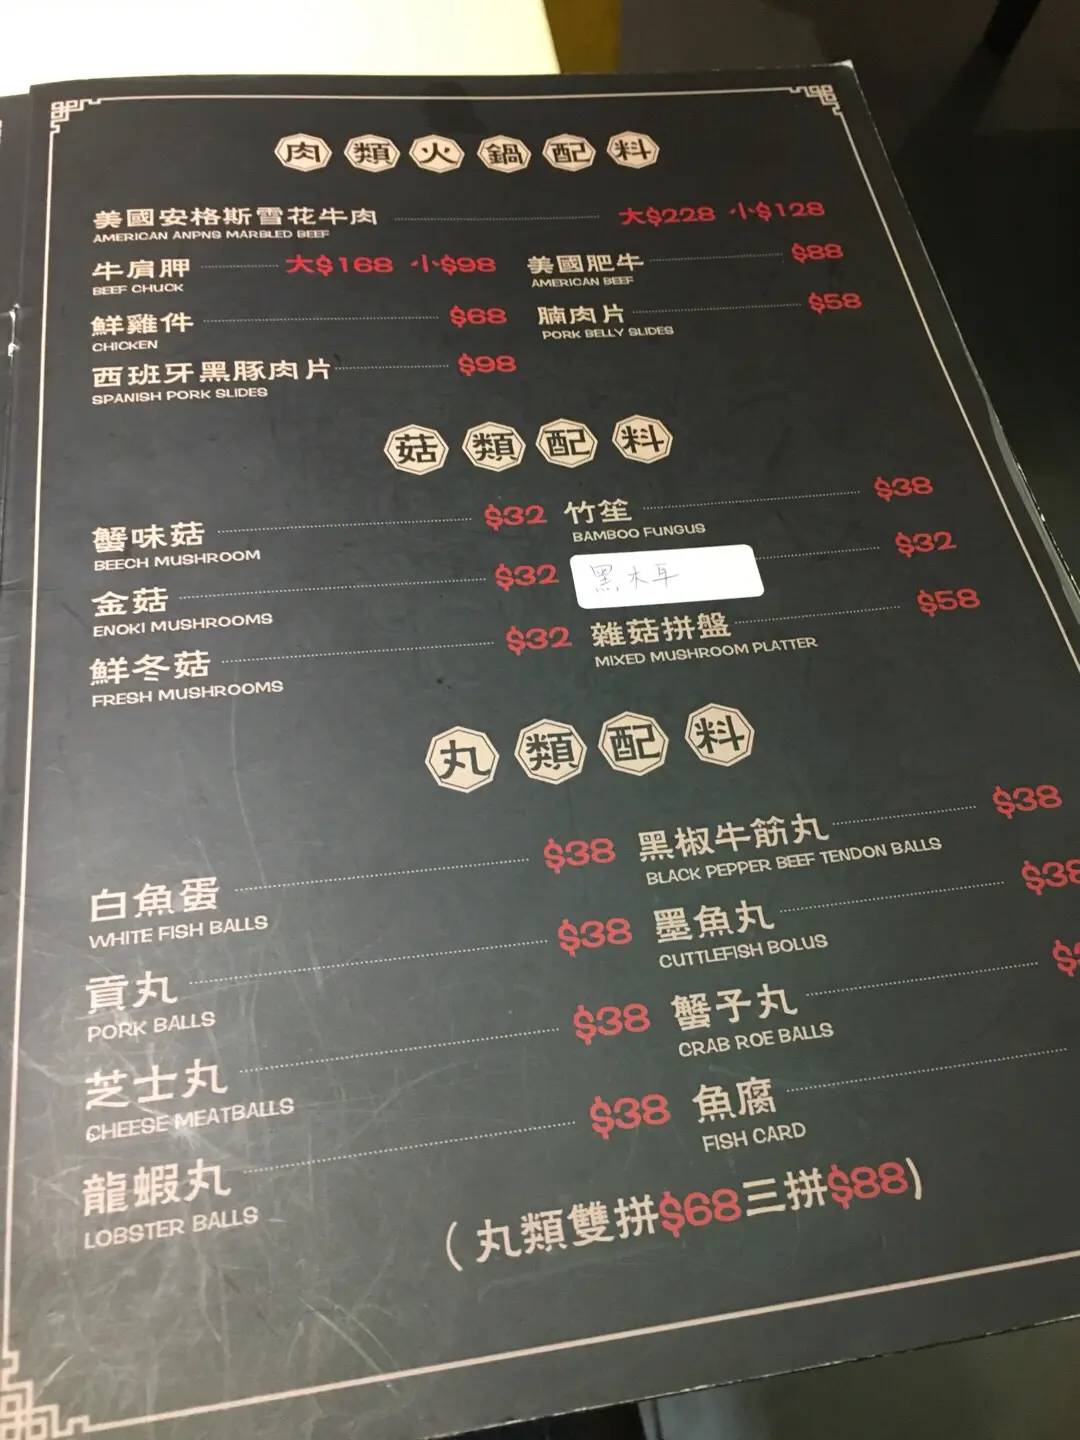 肉類火鍋配料
美國安格斯雪花牛肉 大$228 小$128
AMERICAN ANPNS MARBLED BEEF
牛肩胛 大$168 小$98 美國肥牛 $88
BEEF CHUCK AMERICAN BEEF
鮮雞件 $68 腩肉片 $58
CHICKEN PORK BELLY SLIDES
西班牙黑豚肉片 $98
SPANISH PORK SLIDES
菇類配料
蟹味菇 $32 竹笙 $38
BEECH MUSHROOM BAMBOO FUNGUS
金菇 $32 黑木耳 $32
ENOKI MUSHROOMS
鮮冬菇 $32 雜菇拼盤 $58
FRESH MUSHROOMS MIXED MUSHROOM PLATTER
丸類配料
白魚蛋 $38 黑椒牛筋丸 $38
WHITE FISH BALLS BLACK PEPPER BEEF TENDON BALLS
貢丸 $38 墨魚丸 $38
PORK BALLS CUTTLEFISH BOLUS
芝士丸 $38 蟹子丸
CHEESE MEATBALLS CRAB ROE BALLS
龍蝦丸 $38 魚腐
LOBSTER BALLS FISH CARD
(丸類雙拼$68三拼$88)